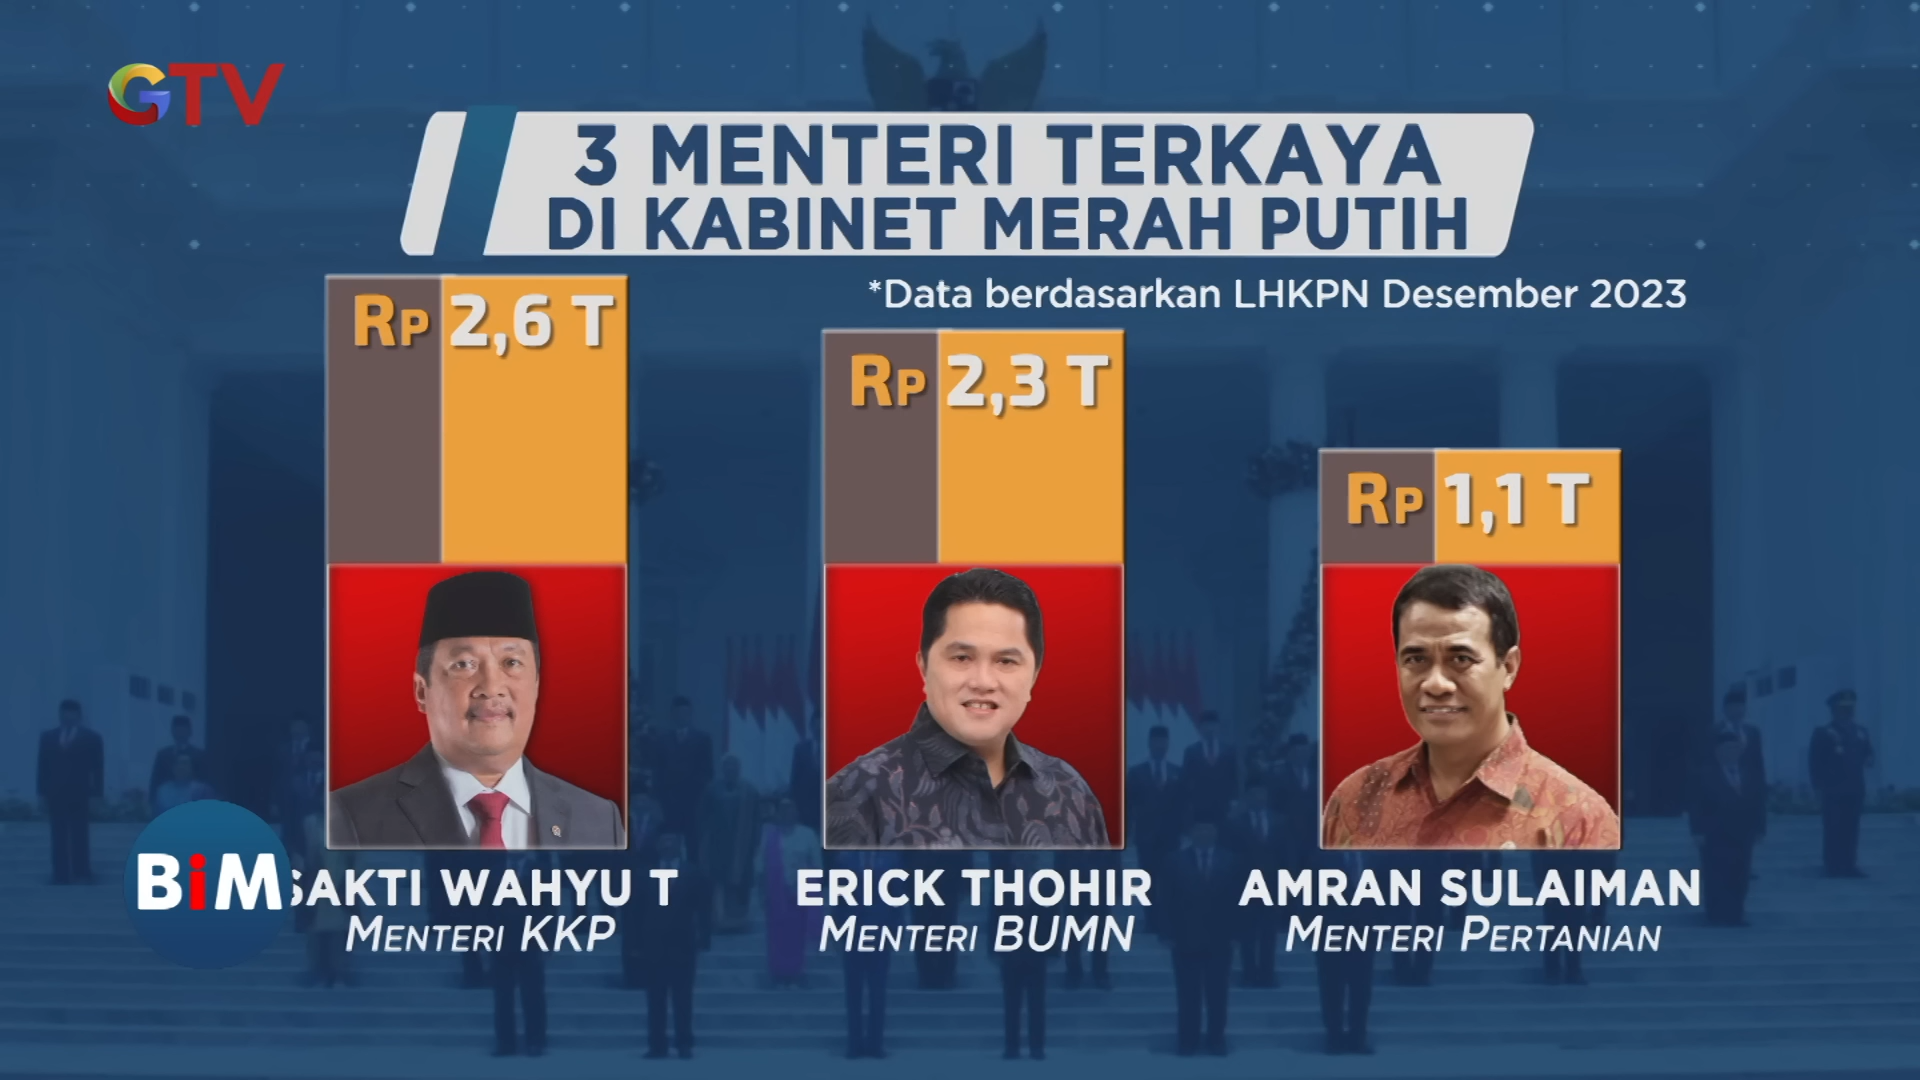 GTV
3 MENTERI TERKAYA
DI KABINET MERAH PUTIH
*Data berdasarkan LHKPN Desember 2023
Rp 2,6 T
Rp 2,3 T
Rp 1,1 T
BiM
SAKTI WAHYU T
MENTERI KKP
ERICK THOHIR
MENTERI BUMN
AMRAN SULAIMAN
MENTERI PERTANIAN